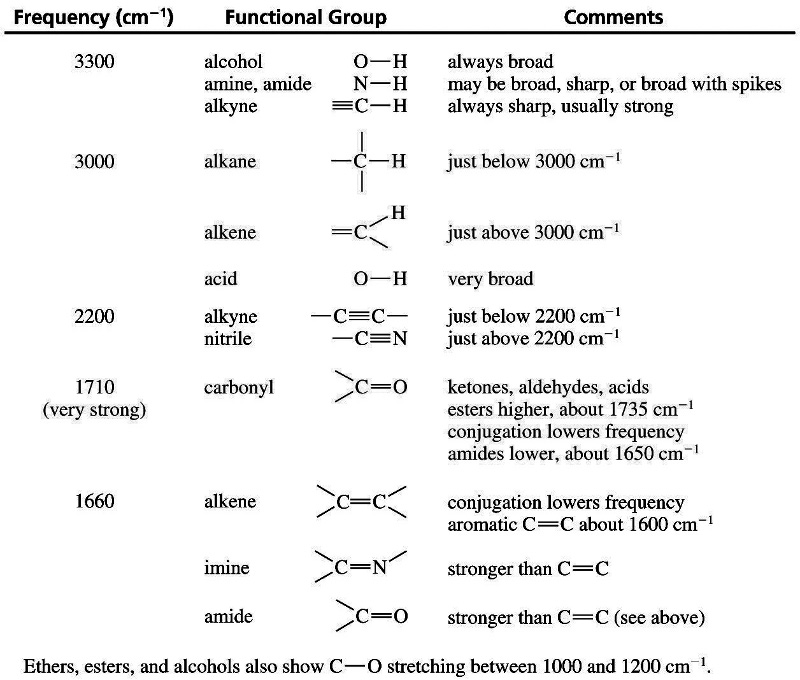 Frequency (cm⁻¹) Functional Group Comments
3300 alcohol O—H always broad
amine, amide N—H may be broad, sharp, or broad with spikes
alkyne ≡C—H always sharp, usually strong
3000 alkane —C—H just below 3000 cm⁻¹
H
alkene =C just above 3000 cm⁻¹
acid O—H very broad
2200 alkyne —C≡C— just below 2200 cm⁻¹
nitrile —C≡N just above 2200 cm⁻¹
1710 carbonyl C=O ketones, aldehydes, acids
(very strong) esters higher, about 1735 cm⁻¹
conjugation lowers frequency
amides lower, about 1650 cm⁻¹
1660 alkene C=C conjugation lowers frequency
aromatic C=C about 1600 cm⁻¹
imine C=N stronger than C=C
amide C=O stronger than C=C (see above)
Ethers, esters, and alcohols also show C—O stretching between 1000 and 1200 cm⁻¹.